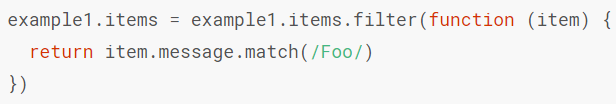 example1.items = example1.items.filter(function (item) {
  return item.message.match(/Foo/)
})